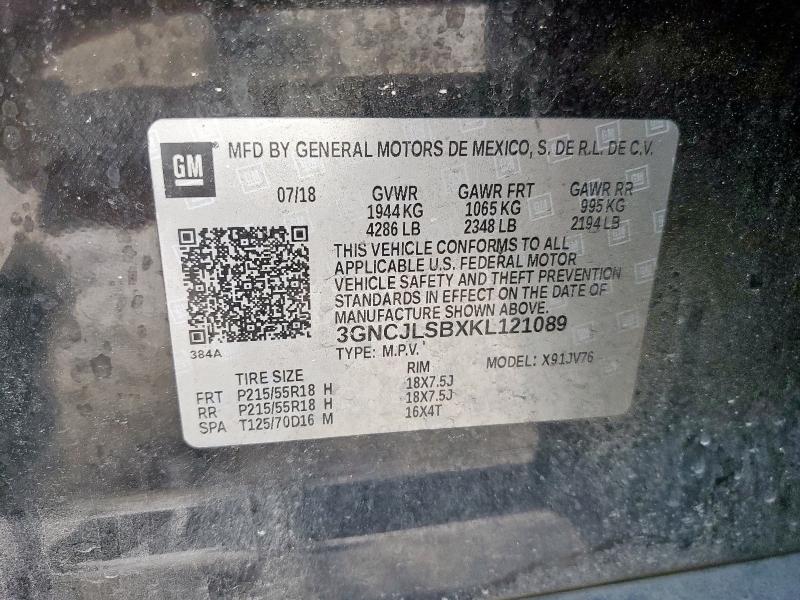 GM MFD BY GENERAL MOTORS DE MEXICO, S. DE R.L. DE C.V.
07/18 GVWR GAWR FRT GAWR RR
1944 KG 1065 KG 995 KG
4286 LB 2348 LB 2194 LB
THIS VEHICLE CONFORMS TO ALL
APPLICABLE U.S. FEDERAL MOTOR
VEHICLE SAFETY AND THEFT PREVENTION
STANDARDS IN EFFECT ON THE DATE OF
MANUFACTURE SHOWN ABOVE.
3GNCJLSBXKL121089
384A
TYPE: M.P.V. MODEL: X91JV76
TIRE SIZE RIM
FRT P215/55R18 H 18X7.5J
RR P215/55R18 H 18X7.5J
SPA T125/70D16 M 16X4T